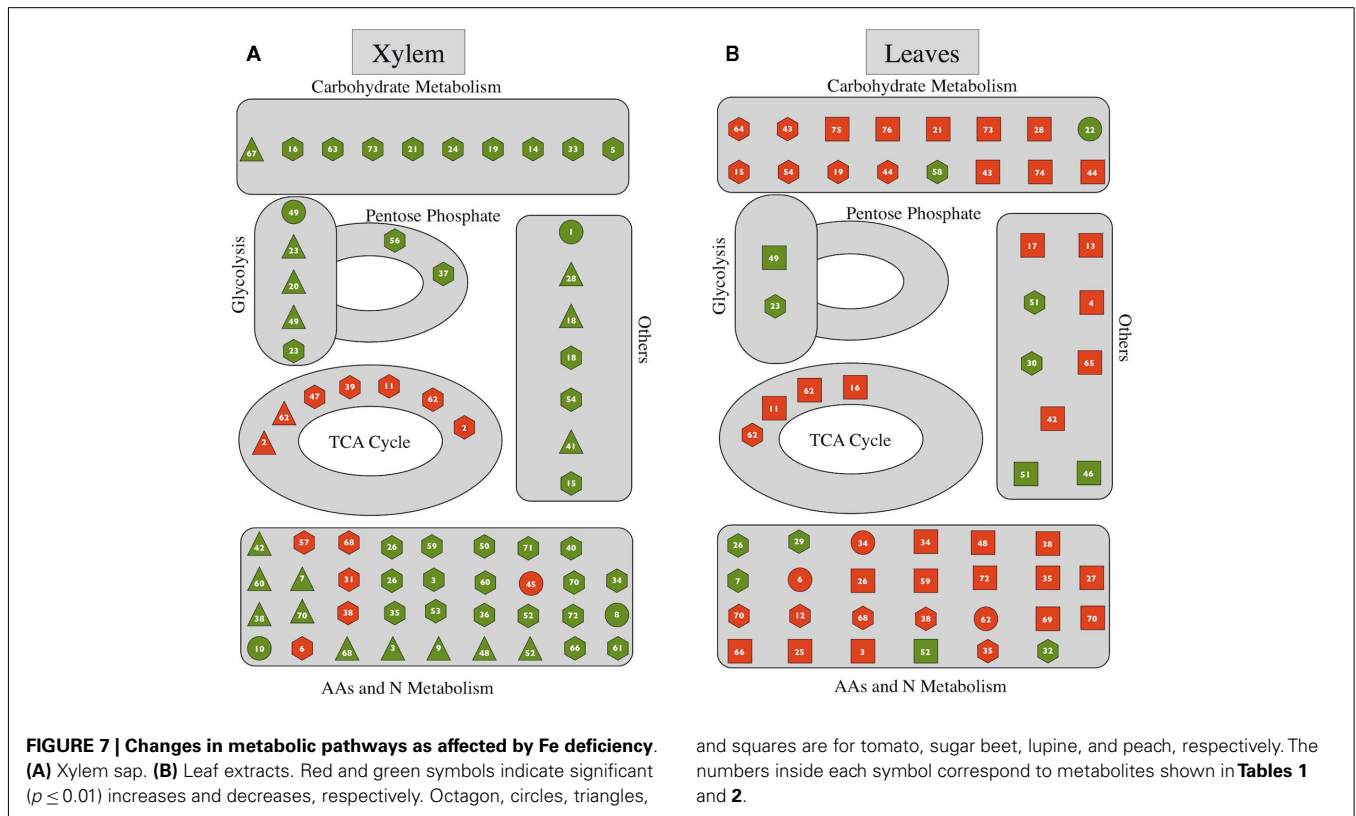 A
Xylem
Carbohydrate Metabolism
67 16 63 73 21 24 19 14 33 5
Glycolysis
49
23
20
49
23
Pentose Phosphate
56
37
Others
1
28
18
18
54
41
15
TCA Cycle
2 62 47 39 11 62 2
42 57 68 26 59 50 71 40
60 7 31 26 3 60 45 70 34
38 70 38 35 53 36 52 72 8
10 6 68 3 9 48 52 66 61
AAs and N Metabolism
B
Leaves
Carbohydrate Metabolism
64 43 75 76 21 73 28 22
15 54 19 44 58 43 74 44
Glycolysis
49
23
Pentose Phosphate
Others
17 13
51 4
30 65
42
51 46
TCA Cycle
62 11 62 16
26 29 34 34 48 38
7 6 26 59 72 35 27
70 12 68 38 62 69 70
66 25 3 52 35 32
AAs and N Metabolism
FIGURE 7 | Changes in metabolic pathways as affected by Fe deficiency.
(A) Xylem sap. (B) Leaf extracts. Red and green symbols indicate significant
(p ≤ 0.01) increases and decreases, respectively. Octagon, circles, triangles,
and squares are for tomato, sugar beet, lupine, and peach, respectively. The
numbers inside each symbol correspond to metabolites shown in Tables 1
and 2.